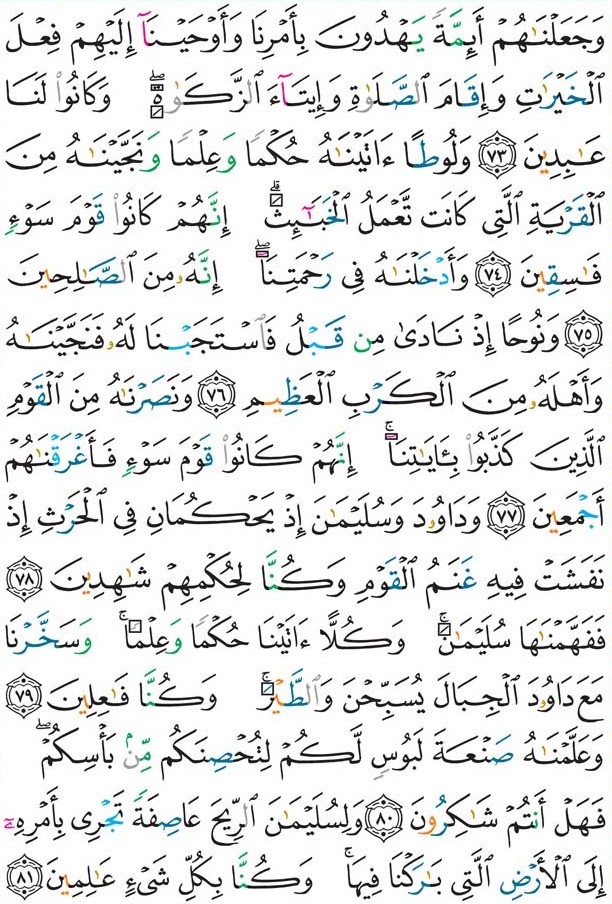 وَجَعَلْنَٰهُمْ أَئِمَّةً يَهْدُونَ بِأَمْرِنَا وَأَوْحَيْنَآ إِلَيْهِمْ فِعْلَ
ٱلْخَيْرَٰتِ وَإِقَامَ ٱلصَّلَوٰةِ وَإِيتَآءَ ٱلزَّكَوٰةِ ۖ وَكَانُوا۟ لَنَا
عَٰبِدِينَ ٧٣ وَلُوطًا ءَاتَيْنَٰهُ حُكْمًا وَعِلْمًا وَنَجَّيْنَٰهُ مِنَ
ٱلْقَرْيَةِ ٱلَّتِى كَانَت تَّعْمَلُ ٱلْخَبَٰٓئِثَ ۗ إِنَّهُمْ كَانُوا۟ قَوْمَ سَوْءٍ
فَٰسِقِينَ ٧٤ وَأَدْخَلْنَٰهُ فِى رَحْمَتِنَآ ۖ إِنَّهُۥ مِنَ ٱلصَّٰلِحِينَ
٧٥ وَنُوحًا إِذْ نَادَىٰ مِن قَبْلُ فَٱسْتَجَبْنَا لَهُۥ فَنَجَّيْنَٰهُ
وَأَهْلَهُۥ مِنَ ٱلْكَرْبِ ٱلْعَظِيمِ ٧٦ وَنَصَرْنَٰهُ مِنَ ٱلْقَوْمِ
ٱلَّذِينَ كَذَّبُوا۟ بِـَٔايَٰتِنَآ ۚ إِنَّهُمْ كَانُوا۟ قَوْمَ سَوْءٍ فَأَغْرَقْنَٰهُمْ
أَجْمَعِينَ ٧٧ وَدَاوُۥدَ وَسُلَيْمَٰنَ إِذْ يَحْكُمَانِ فِى ٱلْحَرْثِ إِذْ
نَفَشَتْ فِيهِ غَنَمُ ٱلْقَوْمِ وَكُنَّا لِحُكْمِهِمْ شَٰهِدِينَ ٧٨
فَفَهَّمْنَٰهَا سُلَيْمَٰنَ ۚ وَكُلًّا ءَاتَيْنَا حُكْمًا وَعِلْمًا ۚ وَسَخَّرْنَا
مَعَ دَاوُۥدَ ٱلْجِبَالَ يُسَبِّحْنَ وَٱلطَّيْرَ ۚ وَكُنَّا فَٰعِلِينَ ٧٩
وَعَلَّمْنَٰهُ صَنْعَةَ لَبُوسٍ لَّكُمْ لِتُحْصِنَكُم مِّنۢ بَأْسِكُمْ ۖ
فَهَلْ أَنتُمْ شَٰكِرُونَ ٨٠ وَلِسُلَيْمَٰنَ ٱلرِّيحَ عَاصِفَةً تَجْرِى بِأَمْرِهِۦٓ
إِلَى ٱلْأَرْضِ ٱلَّتِى بَٰرَكْنَا فِيهَا ۚ وَكُنَّا بِكُلِّ شَىْءٍ عَٰلِمِينَ ٨١